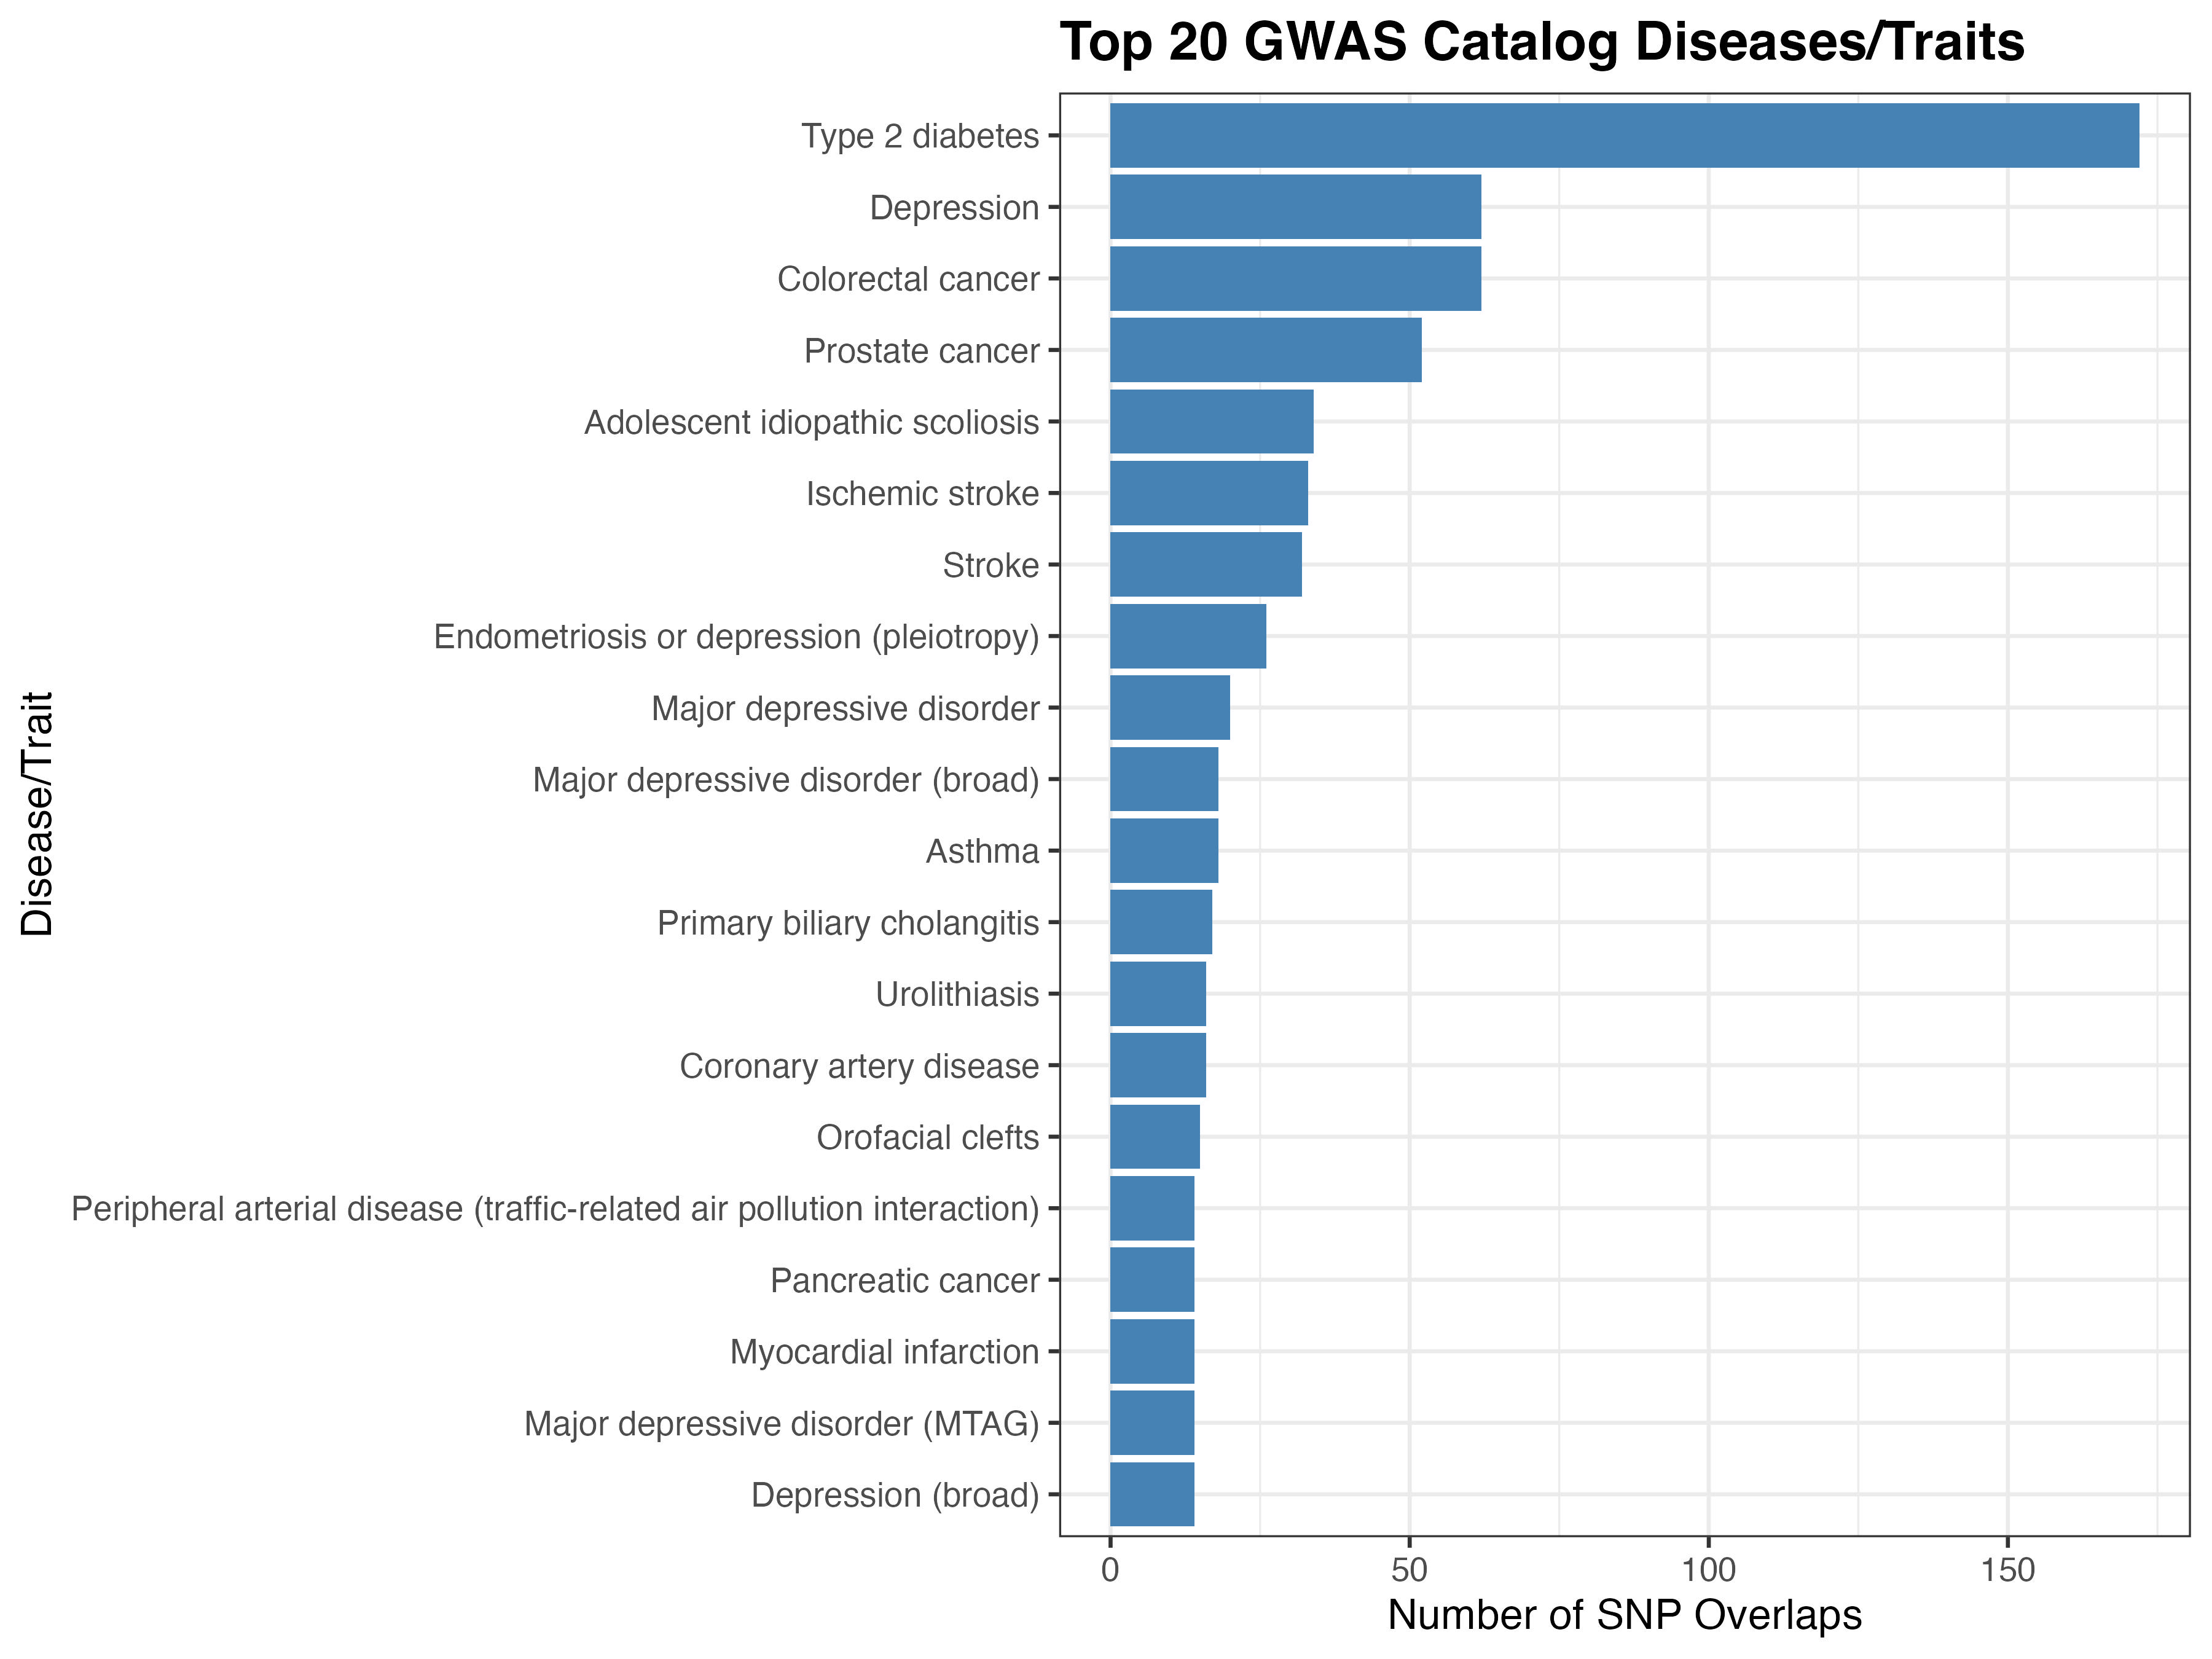 Top 20 GWAS Catalog Diseases/Traits
Disease/Trait
Type 2 diabetes
Depression
Colorectal cancer
Prostate cancer
Adolescent idiopathic scoliosis
Ischemic stroke
Stroke
Endometriosis or depression (pleiotropy)
Major depressive disorder
Major depressive disorder (broad)
Asthma
Primary biliary cholangitis
Urolithiasis
Coronary artery disease
Orofacial clefts
Peripheral arterial disease (traffic-related air pollution interaction)
Pancreatic cancer
Myocardial infarction
Major depressive disorder (MTAG)
Depression (broad)
0 50 100 150
Number of SNP Overlaps